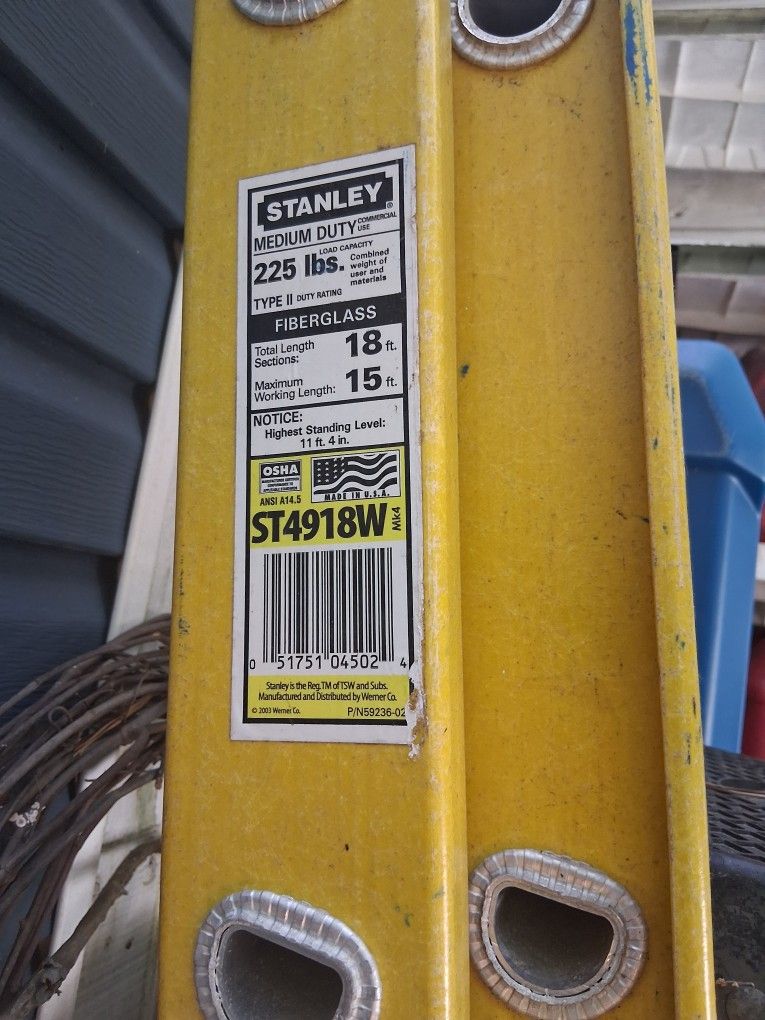 STANLEY®
MEDIUM DUTY COMMERCIAL USE
LOAD CAPACITY
225 lbs. Combined weight of user and materials
TYPE II DUTY RATING
FIBERGLASS
Total Length Sections: 18 ft.
Maximum Working Length: 15 ft.
NOTICE:
Highest Standing Level:
11 ft. 4 in.
OSHA
MADE IN U.S.A.
ANSI A14.5
ST4918W Mk4
0 51751 04502 4
Stanley is the Reg.TM of TSW and Subs.
Manufactured and Distributed by Werner Co.
© 2003 Werner Co. P/N59236-02